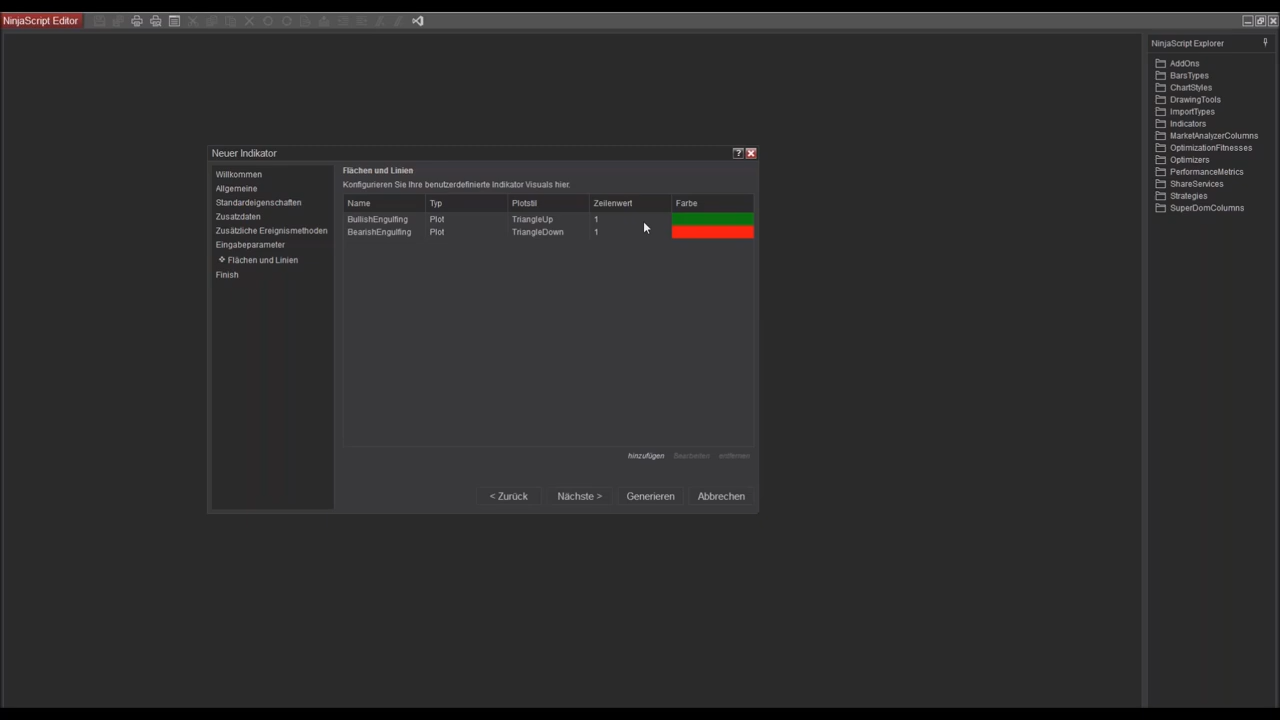 NinjaScript Editor
NinjaScript Explorer
AddOns
BarsTypes
ChartStyles
DrawingTools
ImportTypes
Indicators
MarketAnalyzerColumns
OptimizationFitnesses
Optimizers
PerformanceMetrics
ShareServices
Strategies
SuperDomColumns
Neuer Indikator
?
Willkommen
Allgemeine
Standardeigenschaften
Zusatzdaten
Zusätzliche Ereignismethoden
Eingabeparameter
Flächen und Linien
Finish
Flächen und Linien
Konfigurieren Sie Ihre benutzerdefinierte Indikator Visuals hier.
Name Typ Plotstil Zeilenwert Farbe
BullishEngulfing Plot TriangleUp 1
BearishEngulfing Plot TriangleDown 1
hinzufügen Bearbeiten entfernen
< Zurück Nächste > Generieren Abbrechen